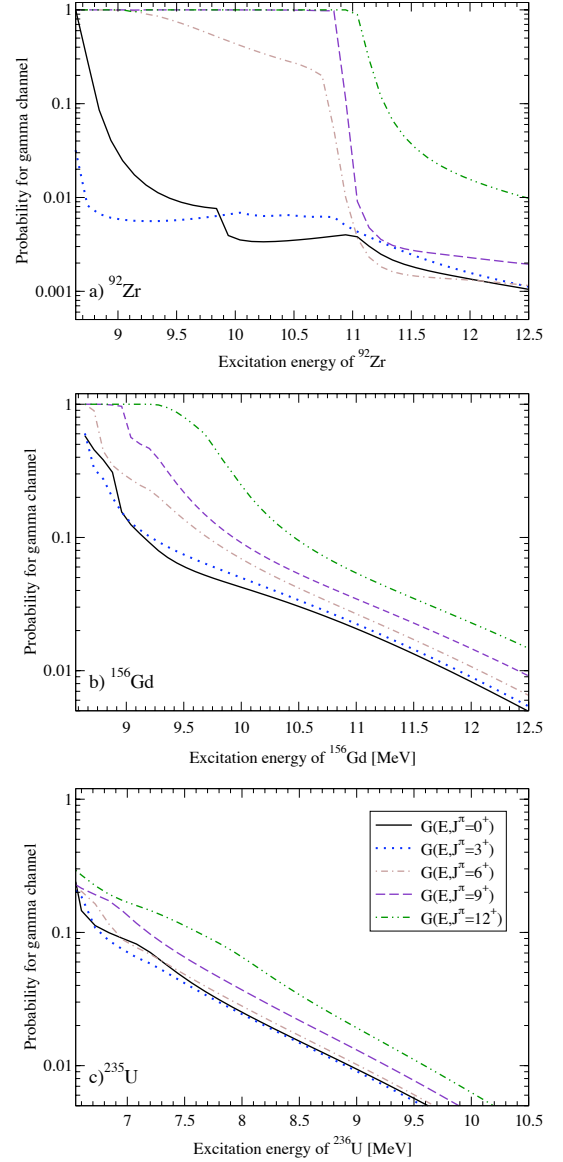 1
0.1
0.01
0.001
Probability for gamma channel
a) ⁹²Zr
9 9.5 10 10.5 11 11.5 12 12.5
Excitation energy of ⁹²Zr
1
0.1
0.01
Probability for gamma channel
b) ¹⁵⁶Gd
9 9.5 10 10.5 11 11.5 12 12.5
Excitation energy of ¹⁵⁶Gd [MeV]
1
0.1
0.01
Probability for gamma channel
G(E,J^π=0⁺)
G(E,J^π=3⁺)
G(E,J^π=6⁺)
G(E,J^π=9⁺)
G(E,J^π=12⁺)
c) ²³⁵U
7 7.5 8 8.5 9 9.5 10 10.5
Excitation energy of ²³⁶U [MeV]